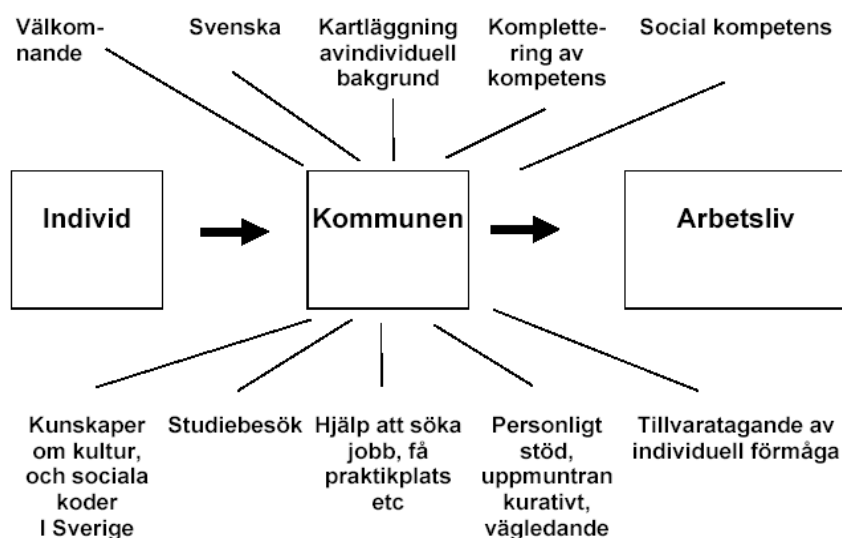 Välkom-
nande
Svenska
Kartläggning
avindividuell
bakgrund
Komplette-
ring av
kompetens
Social kompetens
Individ
Kommunen
Arbetsliv
Kunskaper
om kultur,
och sociala
koder
I Sverige
Studiebesök
Hjälp att söka
jobb, få
praktikplats
etc
Personligt
stöd,
uppmuntran
kurativt,
vägledande
Tillvaratagande av
individuell förmåga